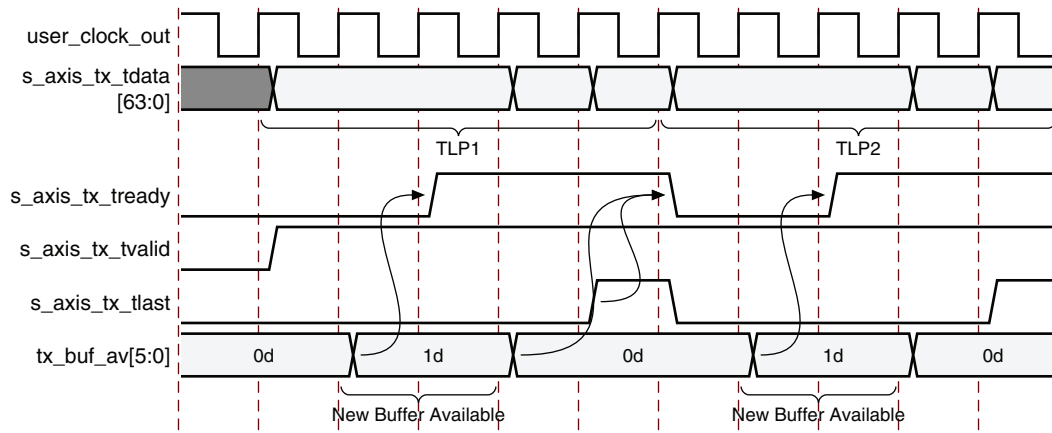 user_clock_out
s_axis_tx_tdata
[63:0]
TLP1
TLP2
s_axis_tx_tready
s_axis_tx_tvalid
s_axis_tx_tlast
tx_buf_av[5:0]
0d
1d
0d
1d
0d
New Buffer Available
New Buffer Available